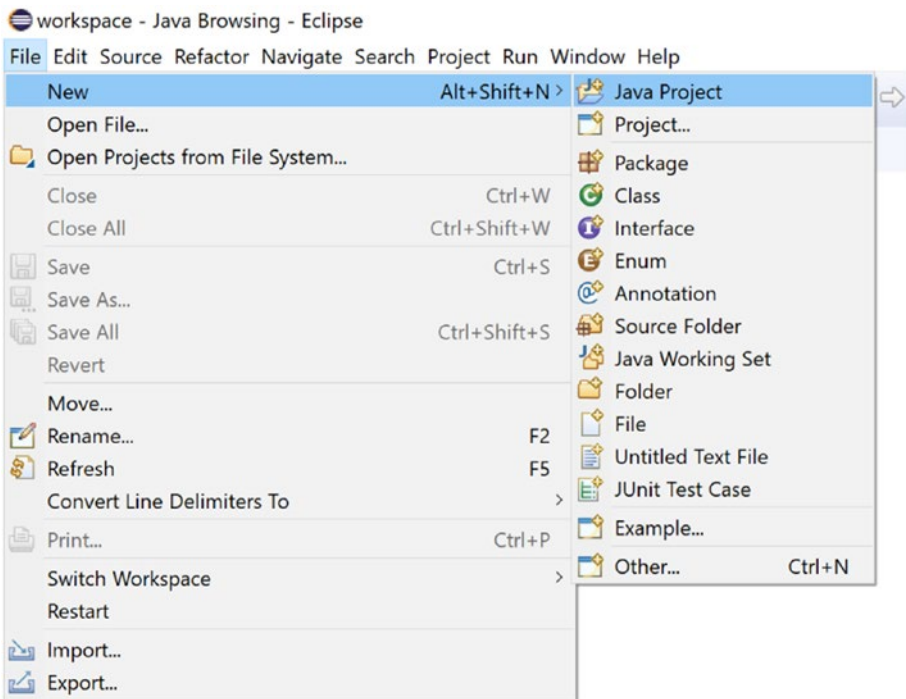 workspace - Java Browsing - Eclipse
File Edit Source Refactor Navigate Search Project Run Window Help
New Alt+Shift+N >
Open File...
Open Projects from File System...
Close Ctrl+W
Close All Ctrl+Shift+W
Save Ctrl+S
Save As...
Save All Ctrl+Shift+S
Revert
Move...
Rename... F2
Refresh F5
Convert Line Delimiters To >
Print... Ctrl+P
Switch Workspace >
Restart
Import...
Export...
Java Project
Project...
Package
Class
Interface
Enum
Annotation
Source Folder
Java Working Set
Folder
File
Untitled Text File
JUnit Test Case
Example...
Other... Ctrl+N